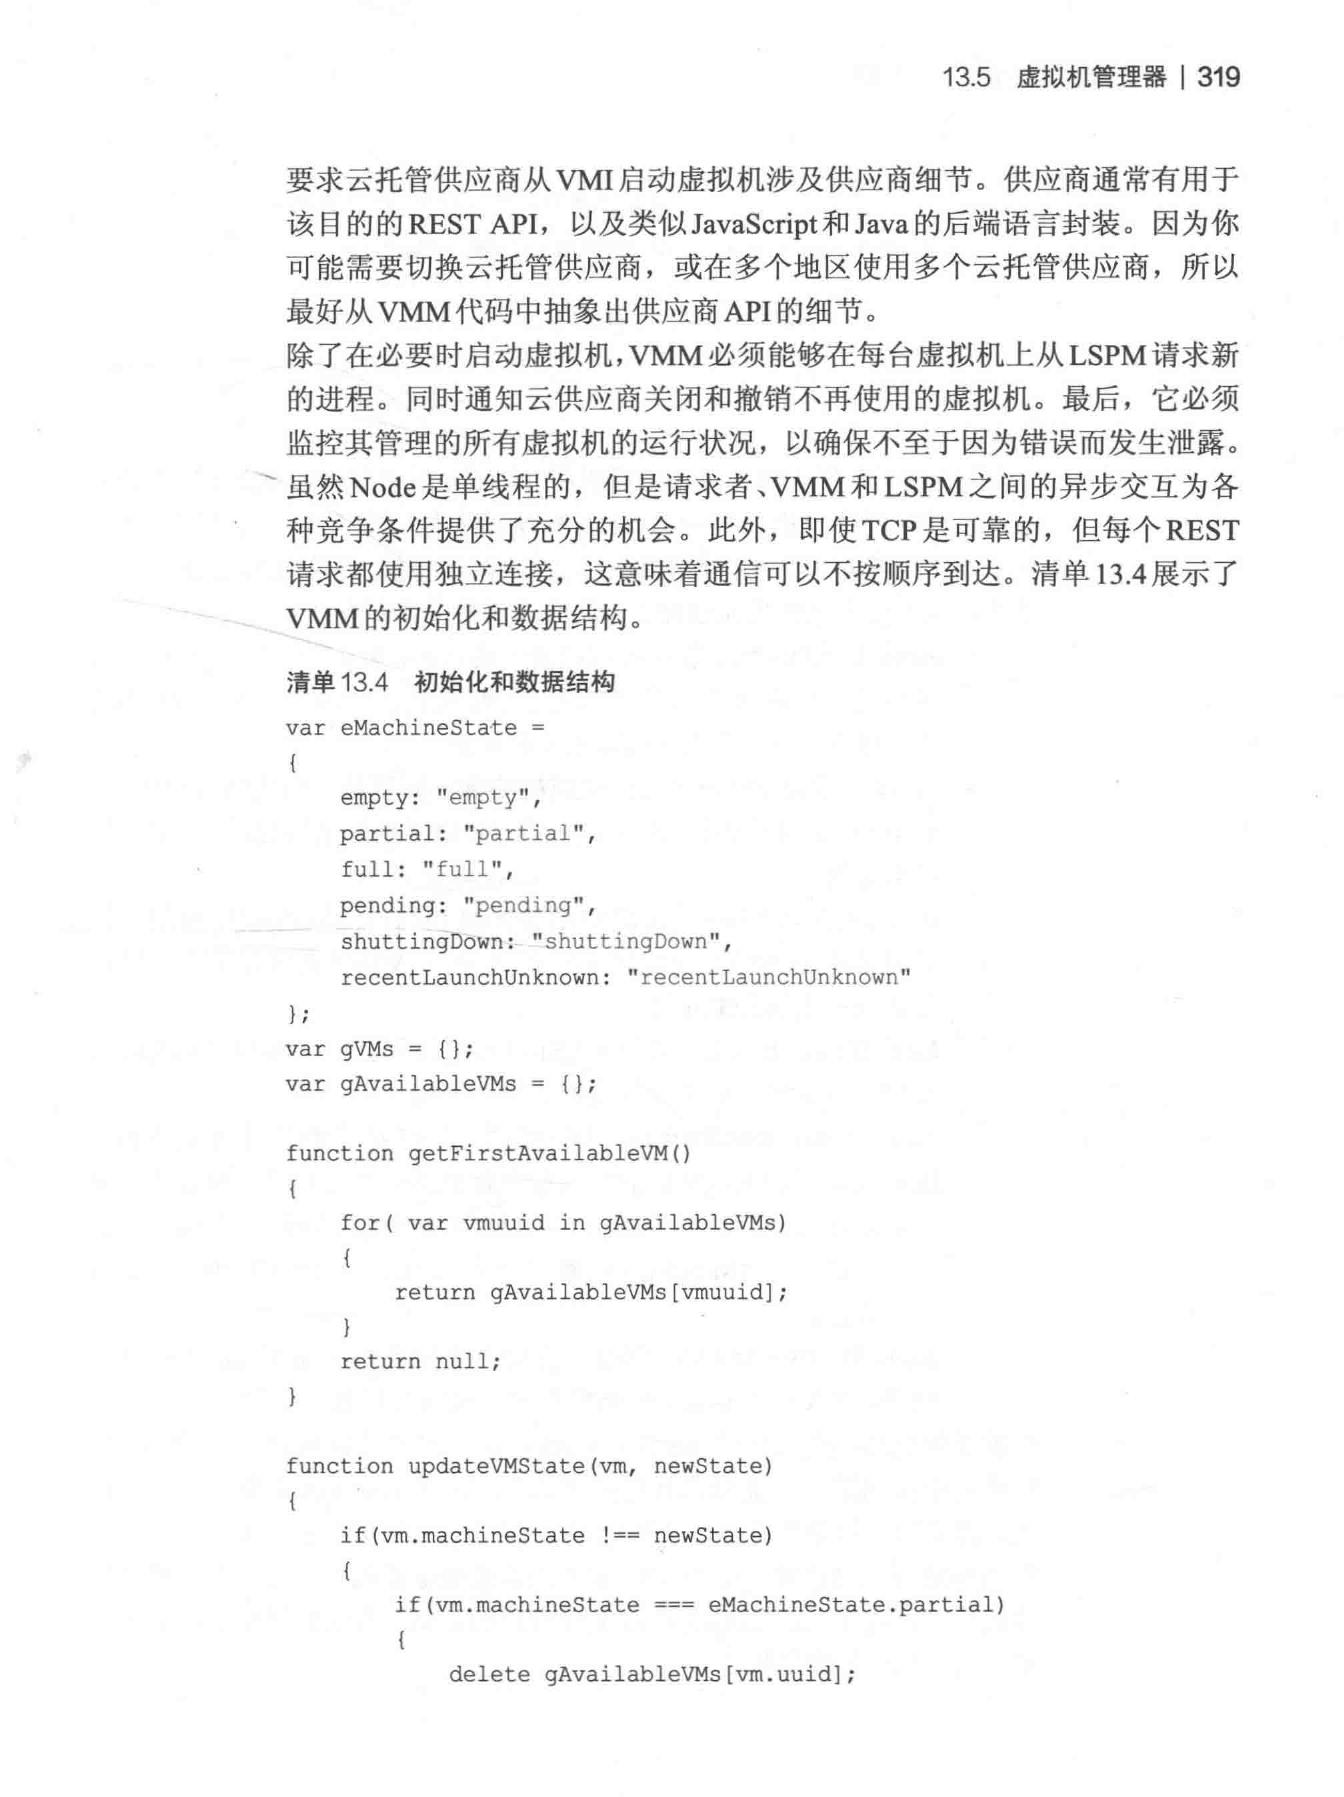 13.5 虚拟机管理器 | 319
要求云托管供应商从VMI启动虚拟机涉及供应商细节。供应商通常有用于
该目的的REST API，以及类似JavaScript和Java的后端语言封装。因为你
可能需要切换云托管供应商，或在多个地区使用多个云托管供应商，所以
最好从VMM代码中抽象出供应商API的细节。
除了在必要时启动虚拟机，VMM必须能够在每台虚拟机上从LSPM请求新
的进程。同时通知云供应商关闭和撤销不再使用的虚拟机。最后，它必须
监控其管理的所有虚拟机的运行状况，以确保不至于因为错误而发生泄露。
虽然Node是单线程的，但是请求者、VMM和LSPM之间的异步交互为各
种竞争条件提供了充分的机会。此外，即使TCP是可靠的，但每个REST
请求都使用独立连接，这意味着通信可以不按顺序到达。清单13.4展示了
VMM的初始化和数据结构。
清单13.4 初始化和数据结构
var eMachineState =
{
    empty: "empty",
    partial: "partial",
    full: "full",
    pending: "pending",
    shuttingDown: "shuttingDown",
    recentLaunchUnknown: "recentLaunchUnknown"
};
var gVMs = {};
var gAvailableVMs = {};
function getFirstAvailableVM()
{
    for( var vmuuid in gAvailableVMs)
    {
        return gAvailableVMs[vmuuid];
    }
    return null;
}
function updateVMState(vm, newState)
{
    if(vm.machineState !== newState)
    {
        if(vm.machineState === eMachineState.partial)
        {
            delete gAvailableVMs[vm.uuid];